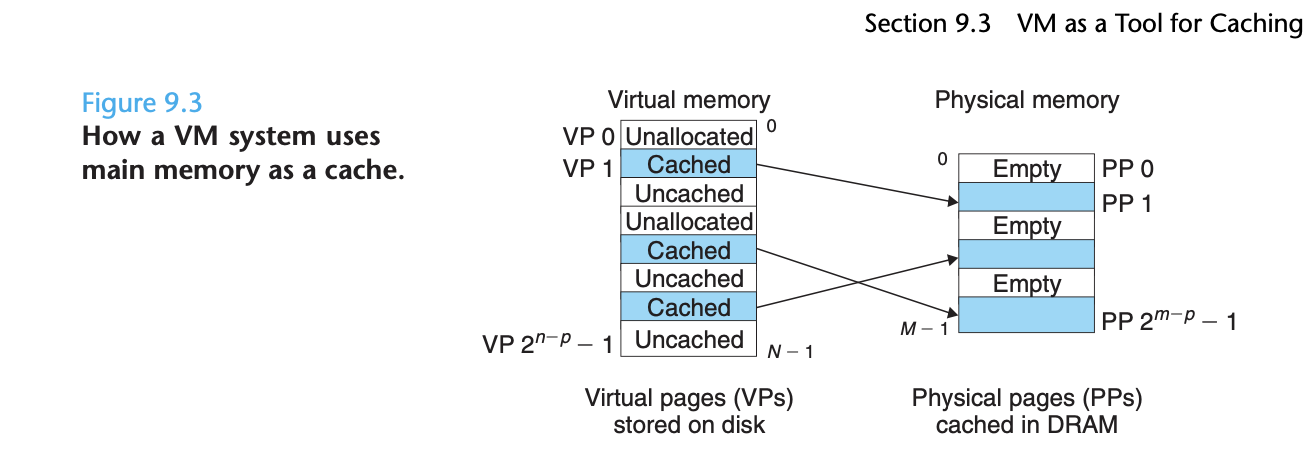 Section 9.3 VM as a Tool for Caching
Figure 9.3
How a VM system uses
main memory as a cache.
Virtual memory
Physical memory
VP 0
Unallocated
0
VP 1
Cached
Uncached
Unallocated
Cached
Uncached
Cached
VP 2^{n–p} – 1
Uncached
N – 1
0
Empty
PP 0
PP 1
Empty
Empty
M – 1
PP 2^{m–p} – 1
Virtual pages (VPs)
stored on disk
Physical pages (PPs)
cached in DRAM